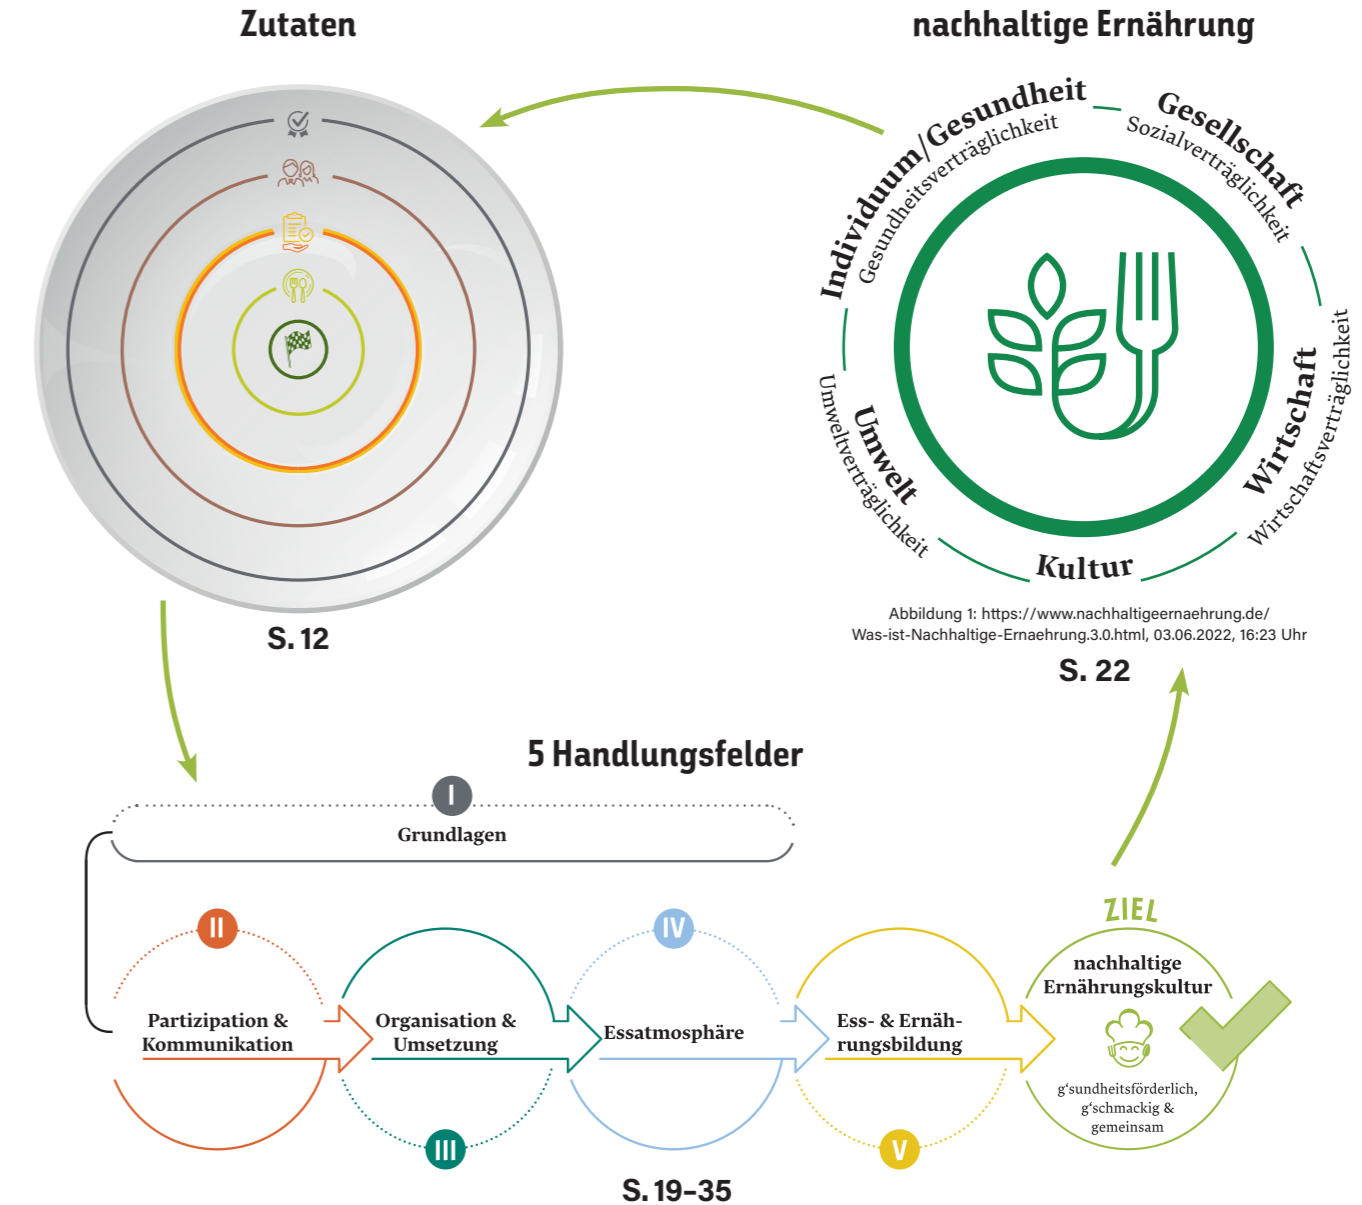 Zutaten
nachhaltige Ernährung
Individuum/Gesundheit
Gesundheitsverträglichkeit
Gesellschaft
Sozialverträglichkeit
Umwelt
Umweltverträglichkeit
Wirtschaft
Wirtschaftsverträglichkeit
Kultur
Abbildung 1: https://www.nachhaltigeernaehrung.de/
Was-ist-Nachhaltige-Ernaehrung.3.0.html, 03.06.2022, 16:23 Uhr
S. 12
S. 22
5 Handlungsfelder
I
Grundlagen
II
Partizipation &
Kommunikation
Organisation &
Umsetzung
III
IV
Essatmosphäre
Ess- & Ernäh-
rungsbildung
V
ZIEL
nachhaltige
Ernährungskultur
g‘sundheitsförderlich,
g‘schmackig &
gemeinsam
S. 19–35